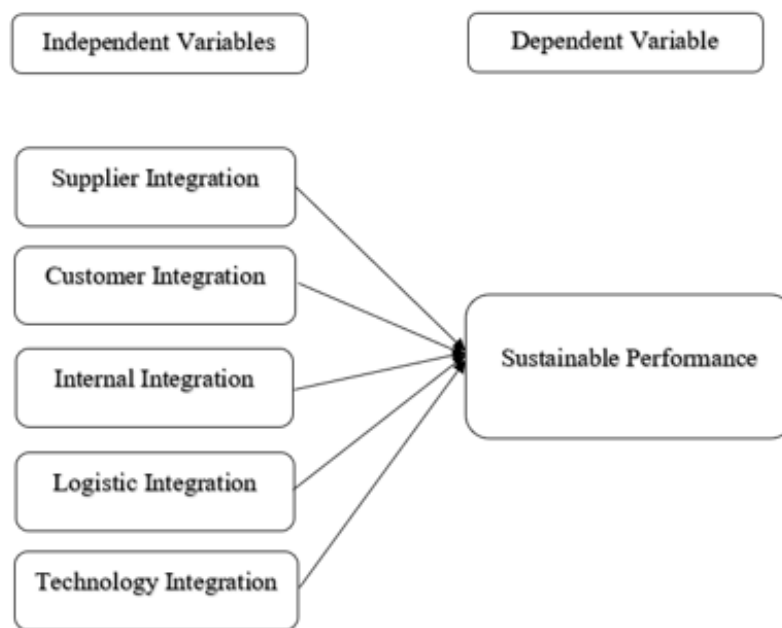 Independent Variables
Dependent Variable
Supplier Integration
Customer Integration
Internal Integration
Logistic Integration
Technology Integration
Sustainable Performance